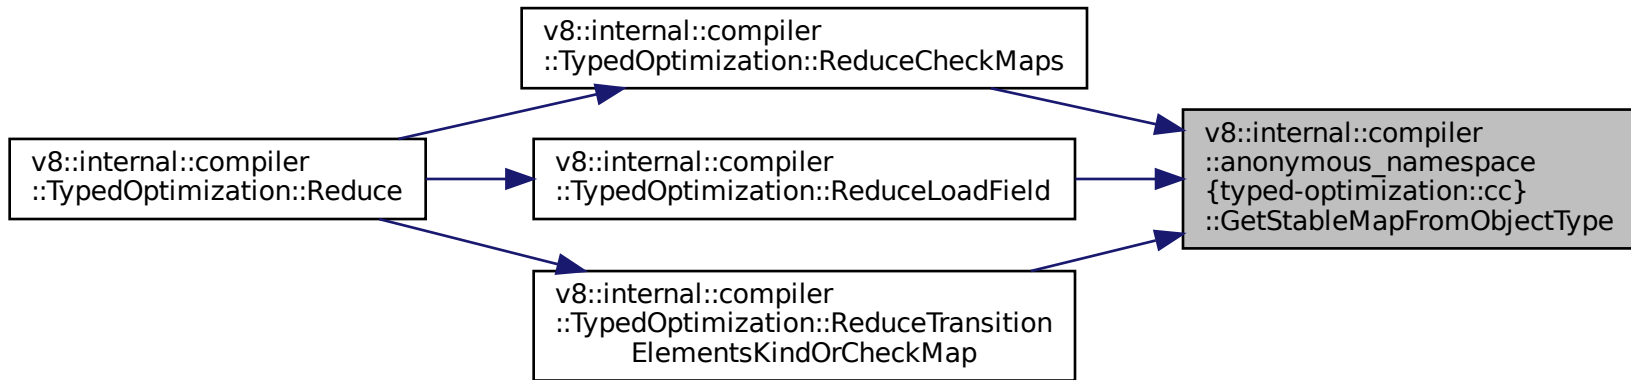 v8::internal::compiler
::TypedOptimization::Reduce
v8::internal::compiler
::TypedOptimization::ReduceCheckMaps
v8::internal::compiler
::TypedOptimization::ReduceLoadField
v8::internal::compiler
::TypedOptimization::ReduceTransition
ElementsKindOrCheckMap
v8::internal::compiler
::anonymous_namespace
{typed-optimization::cc}
::GetStableMapFromObjectType